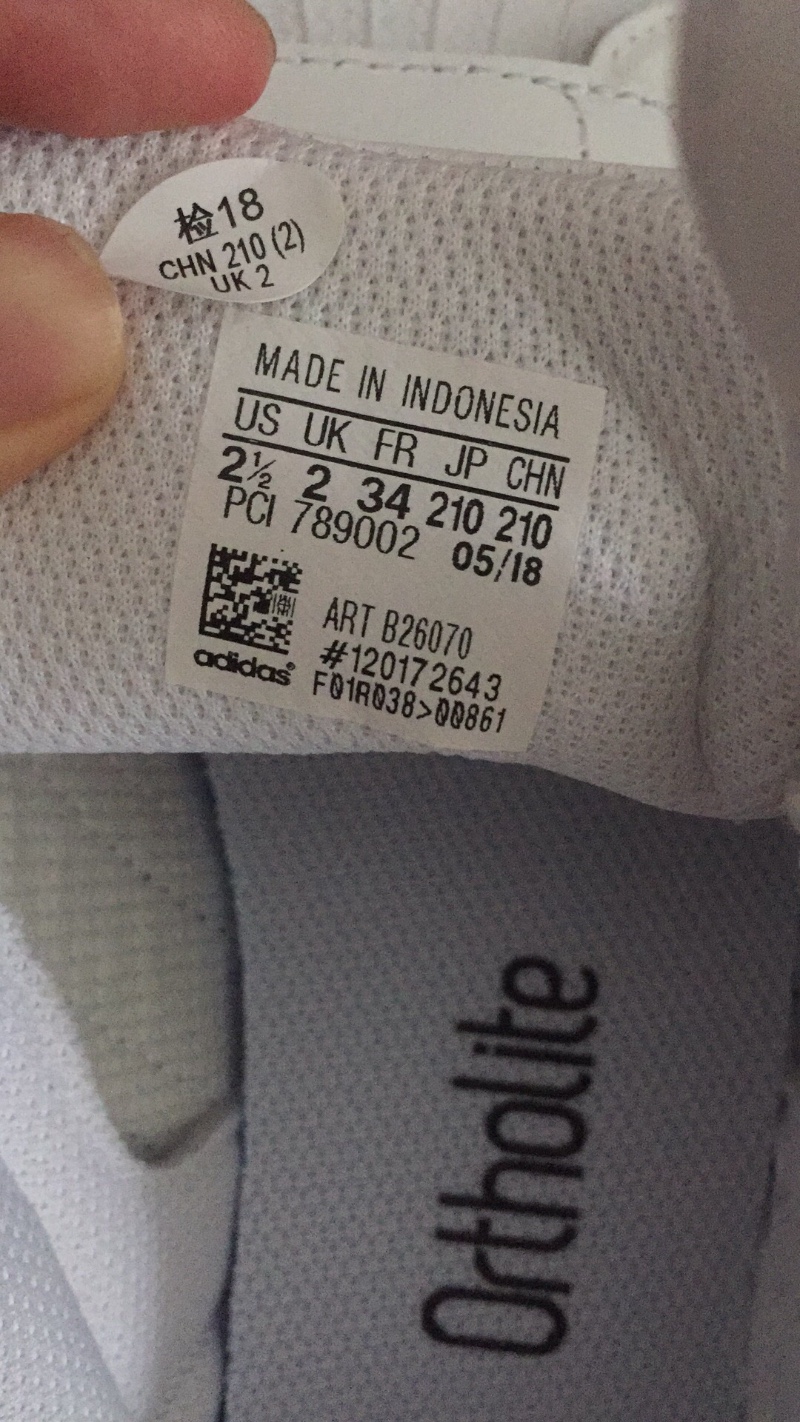 检18
CHN 210 (2)
UK 2
MADE IN INDONESIA
US UK FR JP CHN
2½ 2 34 210 210
PCI 789002 05/18
ART B26070
#120172643
adidas®
F01R038>00861
Ortholite